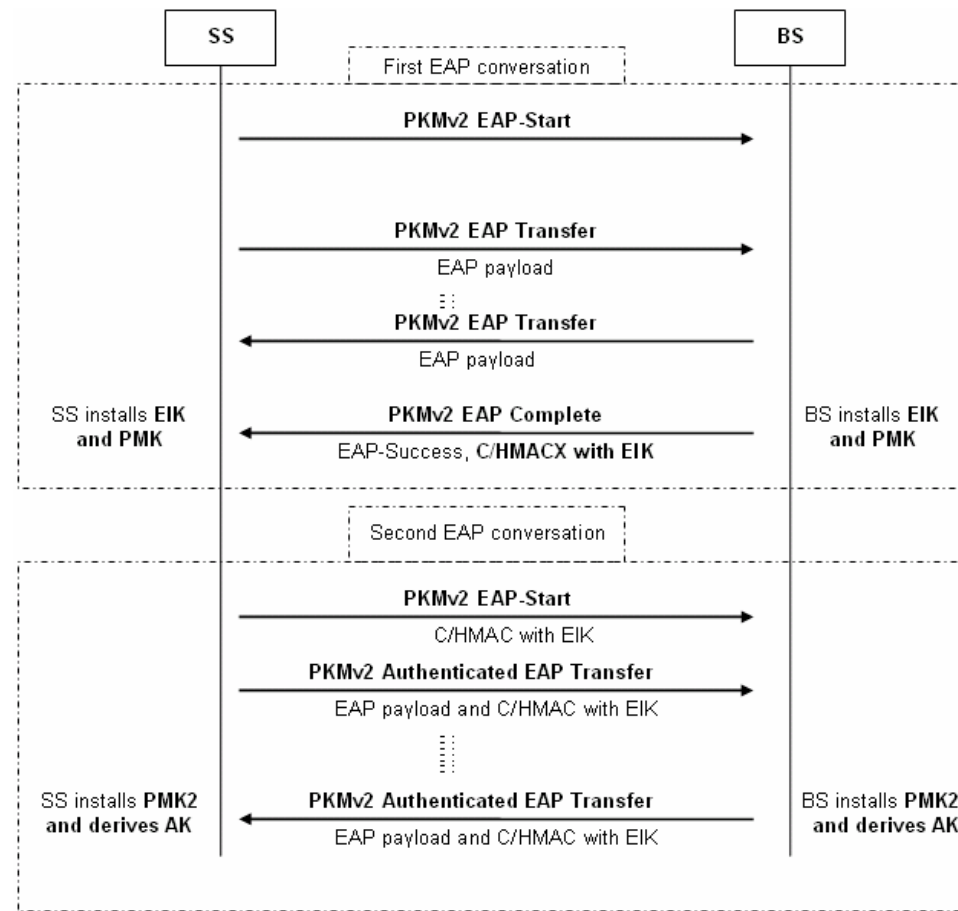 SS
BS
First EAP conversation
PKMv2 EAP-Start
PKMv2 EAP Transfer
EAP payload
PKMv2 EAP Transfer
EAP payload
SS installs EIK
and PMK
PKMv2 EAP Complete
EAP-Success, C/HMACX with EIK
BS installs EIK
and PMK
Second EAP conversation
PKMv2 EAP-Start
C/HMAC with EIK
PKMv2 Authenticated EAP Transfer
EAP payload and C/HMAC with EIK
SS installs PMK2
and derives AK
PKMv2 Authenticated EAP Transfer
EAP payload and C/HMAC with EIK
BS installs PMK2
and derives AK